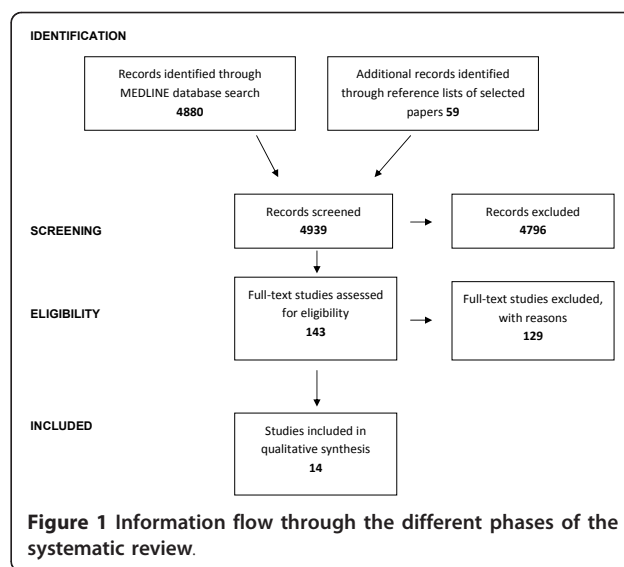 IDENTIFICATION
Records identified through
MEDLINE database search
4880
Additional records identified
through reference lists of selected
papers 59
SCREENING
Records screened
4939
Records excluded
4796
ELIGIBILITY
Full-text studies assessed
for eligibility
143
Full-text studies excluded,
with reasons
129
INCLUDED
Studies included in
qualitative synthesis
14
Figure 1 Information flow through the different phases of the
systematic review.